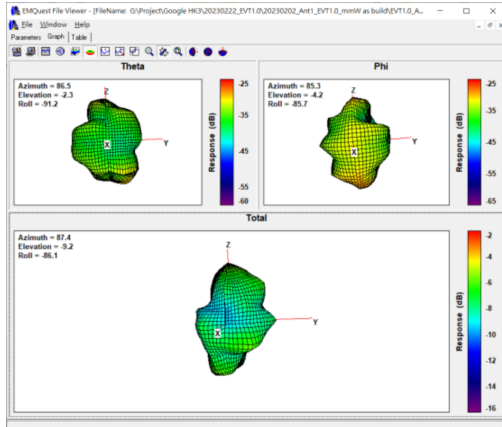 EMQuest File Viewer - [FileName: G:\Project\Google HK3\20230222_EVT1.0\20230202_Ant1_EVT1.0_mmW as build\EVT1.0_A...
File Window Help
Parameters Graph Table
Theta
Phi
Azimuth = 86.5
Elevation = -2.3
Roll = -91.2
Z
Y
X
Response (dB)
-25
-35
-45
-55
-60
Azimuth = 85.3
Elevation = -4.2
Roll = -85.7
Z
Y
X
Response (dB)
-25
-35
-45
-55
-65
Total
Azimuth = 87.4
Elevation = -9.2
Roll = -86.1
Z
Y
X
Response (dB)
-2
-4
-6
-8
-10
-12
-14
-16